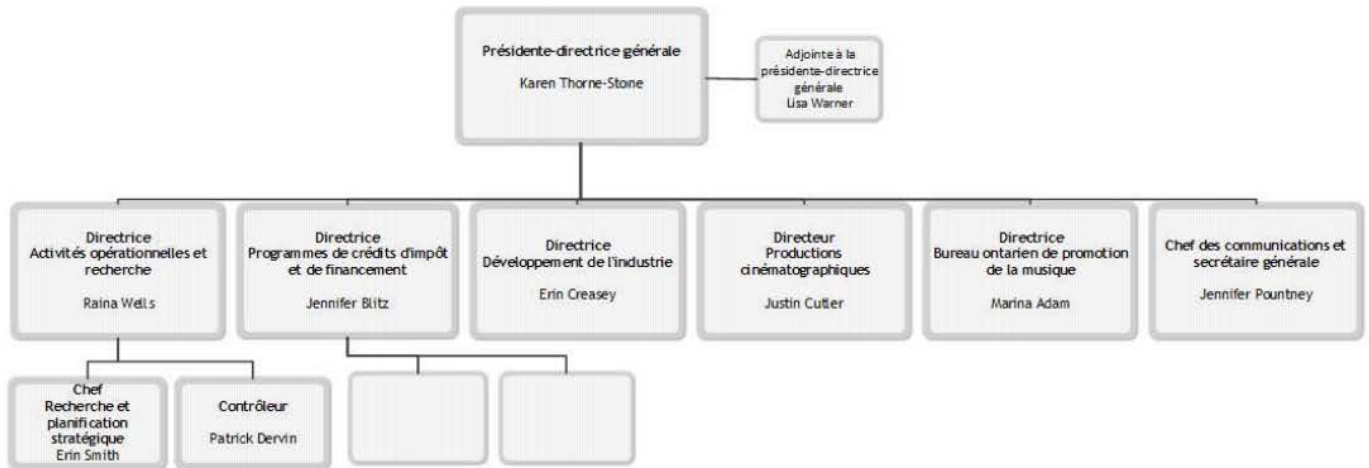 Présidente-directrice générale
Karen Thorne-Stone
Adjointe à la
présidente-directrice
générale
Lisa Warner
Directrice
Activités opérationnelles et
recherche
Raina Wells
Directrice
Programmes de crédits d'impôt
et de financement
Jennifer Blitz
Directrice
Développement de l'industrie
Erin Creasey
Directeur
Productions
cinématographiques
Justin Cutler
Directrice
Bureau ontarien de promotion
de la musique
Marina Adam
Chef des communications et
secrétaire générale
Jennifer Pountney
Chef
Recherche et
planification
stratégique
Erin Smith
Contrôleur
Patrick Dervin